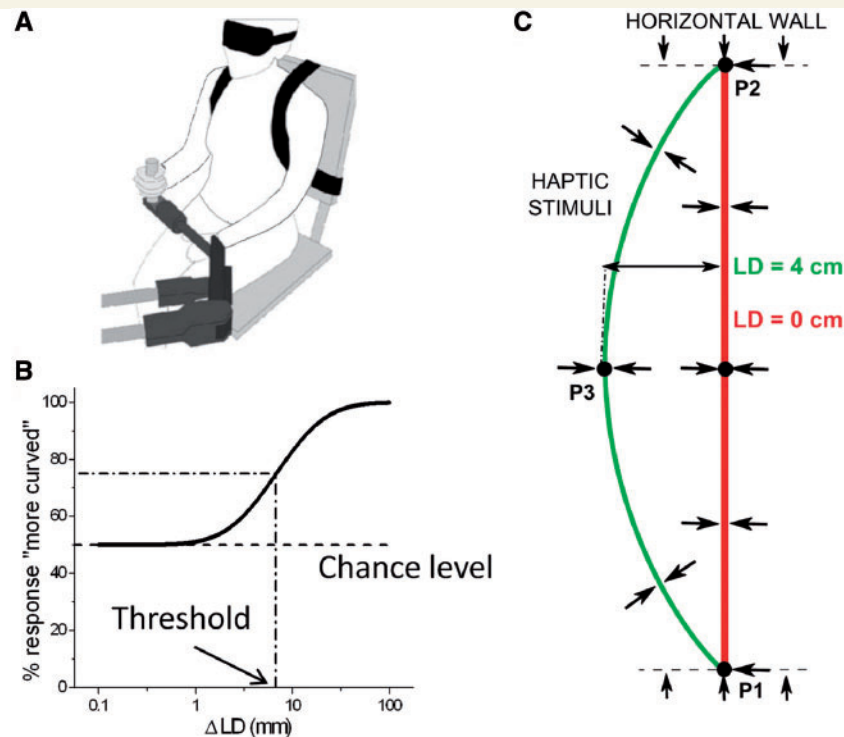 A
B
% response "more curved"
100
80
60
40
20
0
Chance level
Threshold
0.1
1
10
100
ΔLD (mm)
C
HORIZONTAL WALL
P2
HAPTIC
STIMULI
LD = 4 cm
LD = 0 cm
P3
P1